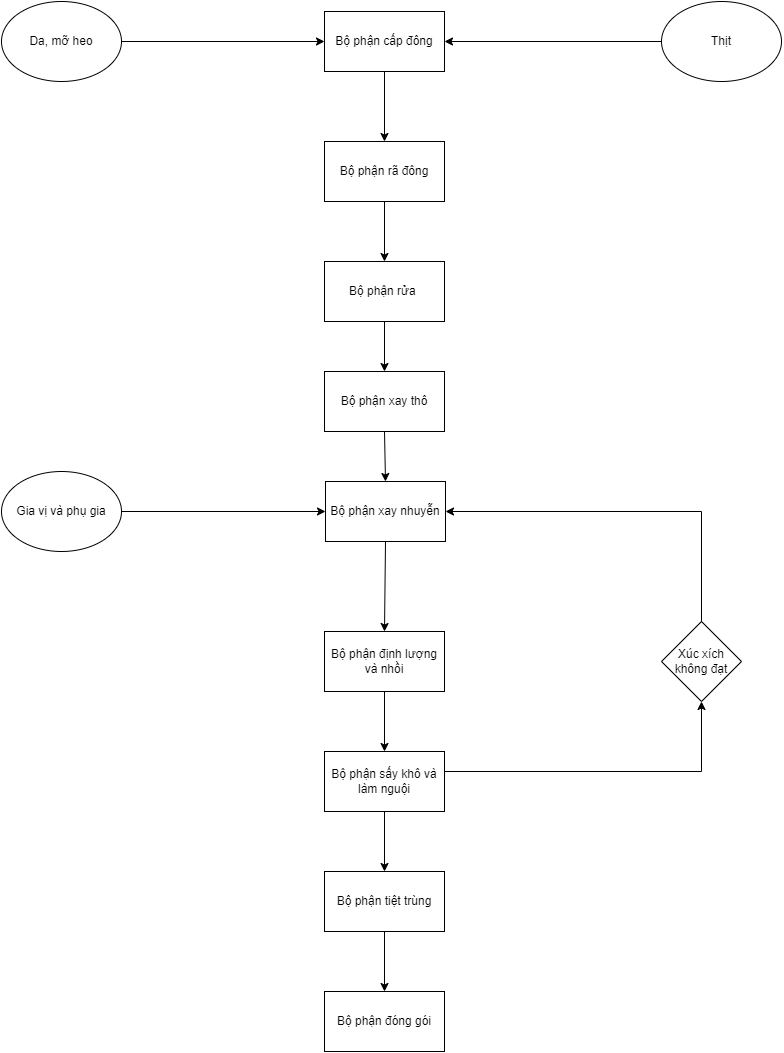 Da, mỡ heo
Bộ phận cấp đông
Thịt
Bộ phận rã đông
Bộ phận rửa
Bộ phận xay thô
Gia vị và phụ gia
Bộ phận xay nhuyễn
Bộ phận định lượng
và nhồi
Xúc xích
không đạt
Bộ phận sấy khô và
làm nguội
Bộ phận tiệt trùng
Bộ phận đóng gói